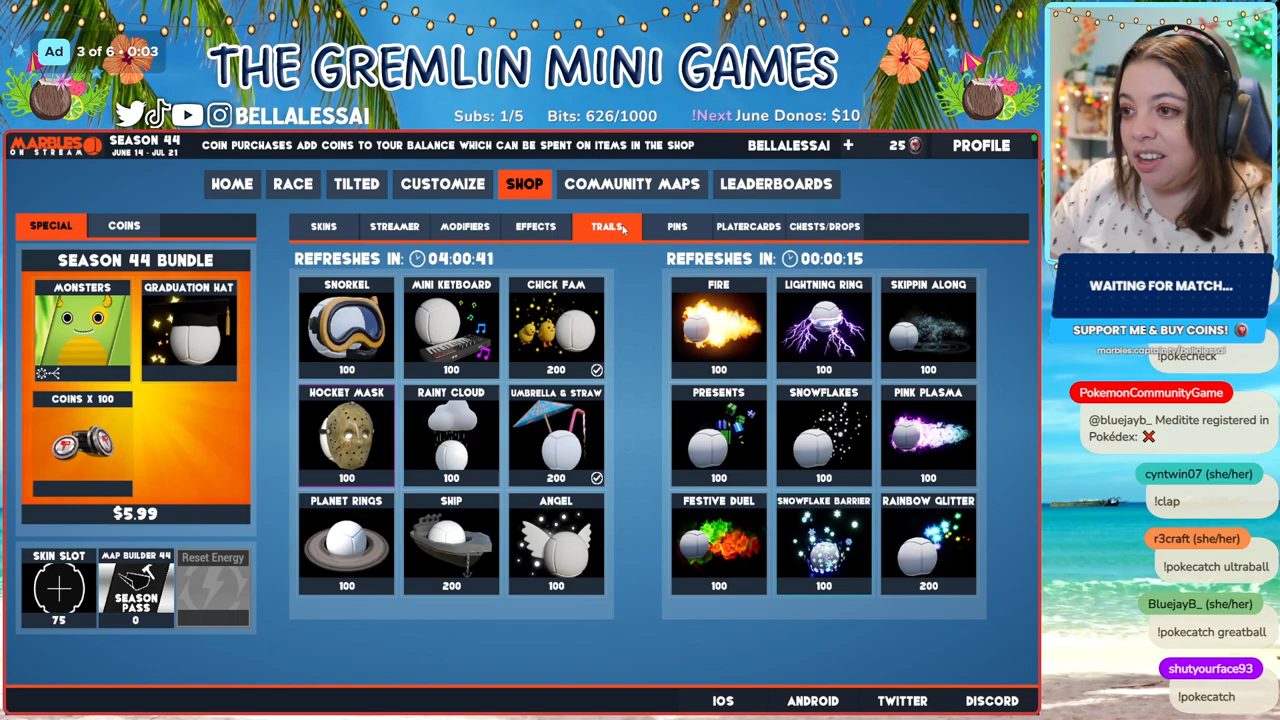 Ad 3 of 6 • 0:03
THE GREMLIN MINI GAMES
BELLALESSAI
Subs: 1/5 Bits: 626/1000 !Next June Donos: $10
MARBLES ON STREAM
SEASON 44
JUNE 14 - JUL 21
COIN PURCHASES ADD COINS TO YOUR BALANCE WHICH CAN BE SPENT ON ITEMS IN THE SHOP
BELLALESSAI + 25 PROFILE
HOME RACE TILTED CUSTOMIZE SHOP COMMUNITY MAPS LEADERBOARDS
SPECIAL COINS
SKINS STREAMER MODIFIERS EFFECTS TRAILS PINS PLAYERCARDS CHESTS/DROPS
SEASON 44 BUNDLE
MONSTERS GRADUATION HAT
COINS X 100
$5.99
SKIN SLOT
75
MAP BUILDER 44
SEASON PASS
0
Reset Energy
REFRESHES IN: 04:00:41
SNORKEL MINI KEYBOARD CHICK FAM
100 100 200
HOCKEY MASK RAINY CLOUD UMBRELLA & STRAW
100 100 200
PLANET RINGS SHIP ANGEL
100 200 100
REFRESHES IN: 00:00:15
FIRE LIGHTNING RING SKIPPIN ALONG
100 100 100
PRESENTS SNOWFLAKES PINK PLASMA
100 100 100
FESTIVE DUEL SNOWFLAKE BARRIER RAINBOW GLITTER
100 100 200
IOS ANDROID TWITTER DISCORD
WAITING FOR MATCH...
SUPPORT ME & BUY COINS!
marbles.captain.tv/bellalessai
!pokecheck
PokemonCommunityGame
@bluejayb_ Meditite registered in
Pokédex: ❌
cyntwin07 (she/her)
!clap
r3craft (she/her)
!pokecatch ultraball
BluejayB_ (she/her)
!pokecatch greatball
shutyourface93
!pokecatch